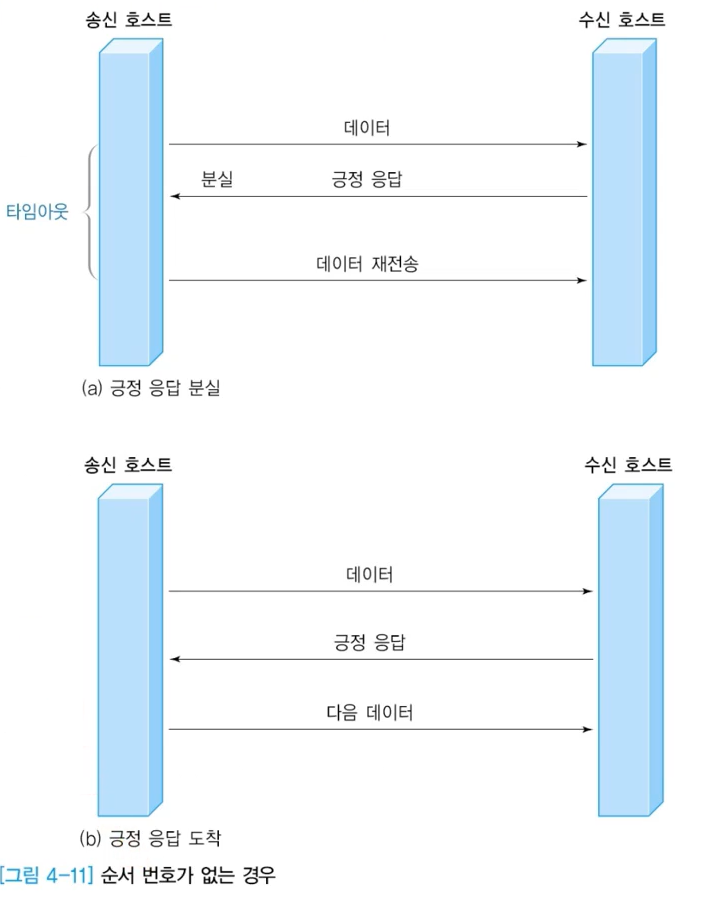 송신 호스트
수신 호스트
데이터
분실
긍정 응답
타임아웃
데이터 재전송
(a) 긍정 응답 분실
송신 호스트
수신 호스트
데이터
긍정 응답
다음 데이터
(b) 긍정 응답 도착
[그림 4-11] 순서 번호가 없는 경우